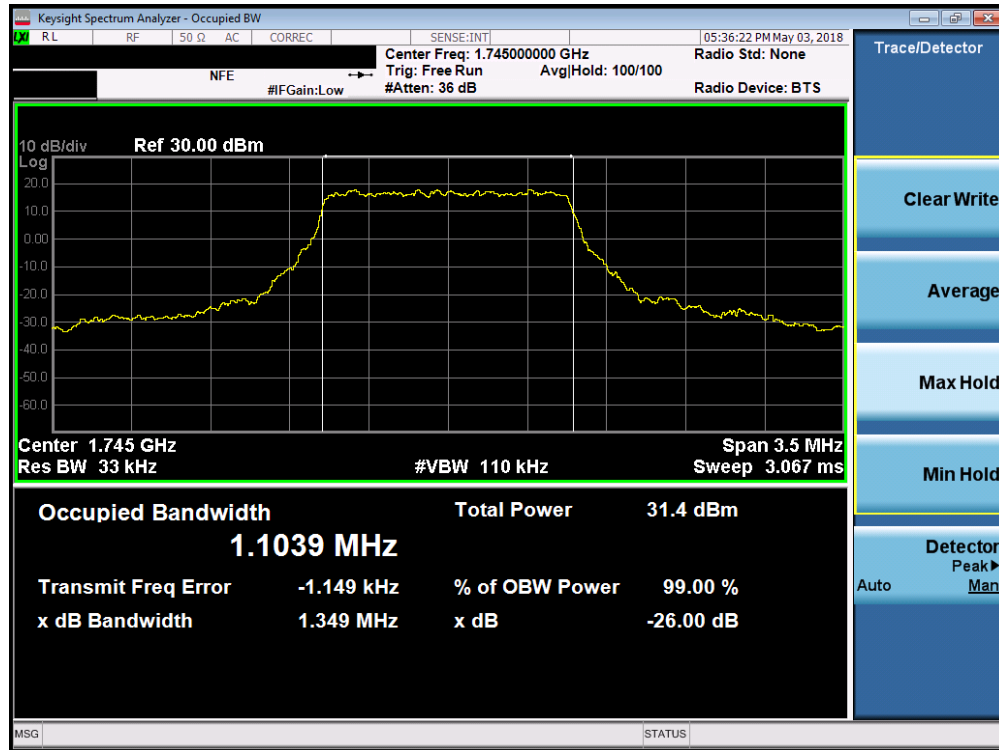 Keysight Spectrum Analyzer - Occupied BW
LXI RL RF 50 Ω AC CORREC SENSE:INT 05:36:22 PM May 03, 2018
Center Freq: 1.745000000 GHz Radio Std: None
NFE Trig: Free Run Avg|Hold: 100/100
#IFGain:Low #Atten: 36 dB Radio Device: BTS
10 dB/div Ref 30.00 dBm
Log
20.0
10.0
0.00
-10.0
-20.0
-30.0
-40.0
-50.0
-60.0
Center 1.745 GHz Span 3.5 MHz
Res BW 33 kHz #VBW 110 kHz Sweep 3.067 ms
Occupied Bandwidth Total Power 31.4 dBm
1.1039 MHz
Transmit Freq Error -1.149 kHz % of OBW Power 99.00 %
x dB Bandwidth 1.349 MHz x dB -26.00 dB
MSG STATUS
Trace/Detector
Clear Write
Average
Max Hold
Min Hold
Detector
Peak▶
Auto Man